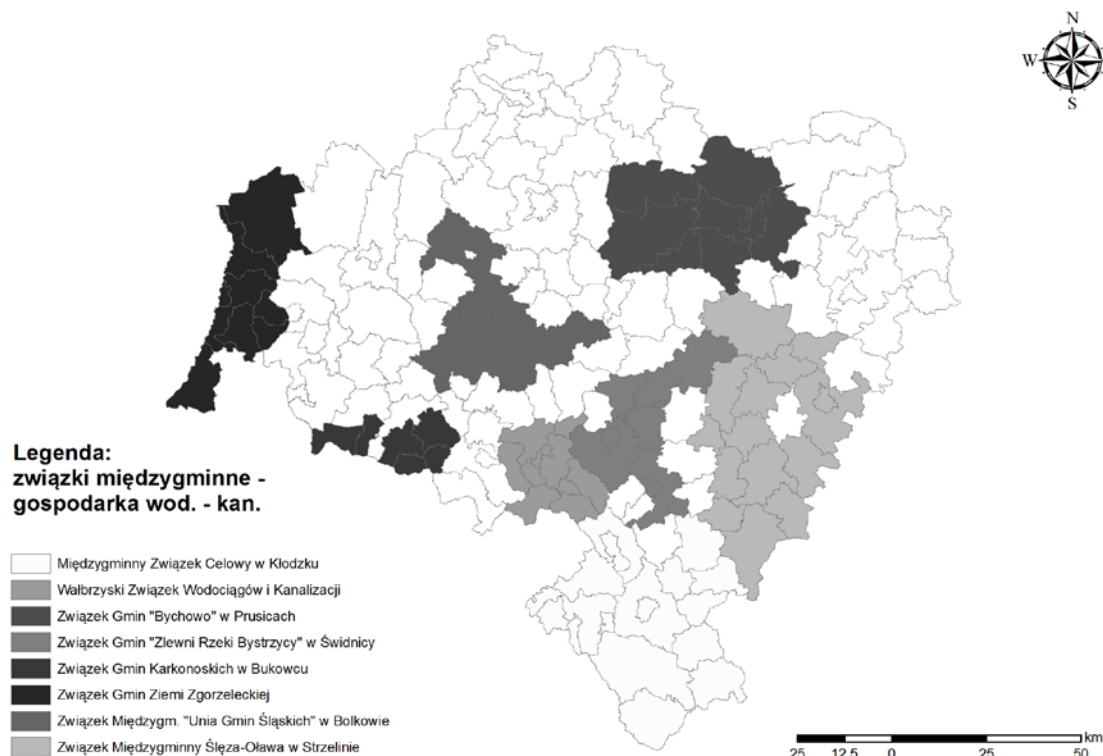 N
W
E
S
Legenda:
związki międzygminne -
gospodarka wod. - kan.
Międzygminny Związek Celowy w Kłodzku
Wałbrzyski Związek Wodociągów i Kanalizacji
Związek Gmin "Bychowo" w Prusicach
Związek Gmin "Zlewni Rzeki Bystrzycy" w Świdnicy
Związek Gmin Karkonoskich w Bukowcu
Związek Gmin Ziemi Zgorzeleckiej
Związek Międzygm. "Unia Gmin Śląskich" w Bolkowie
Związek Międzygminny Ślęza-Oława w Strzelinie
km
25 12,5 0 25 50